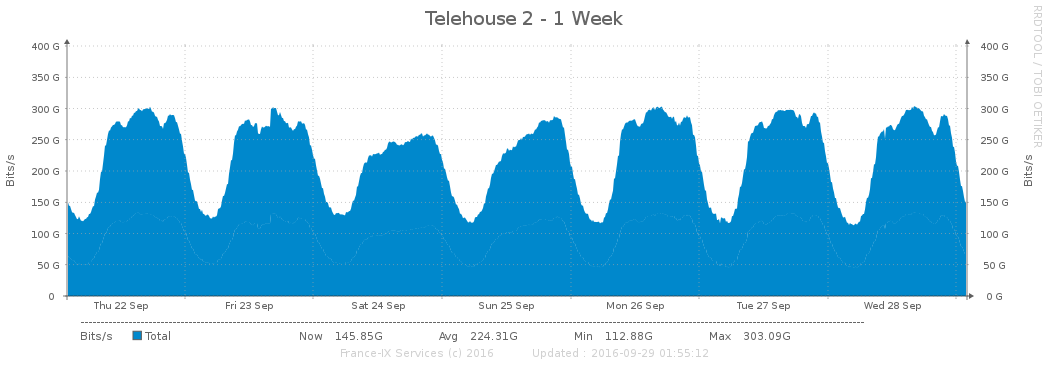 Telehouse 2 - 1 Week
RRDTOOL / TOBI OETIKER
Bits/s
400 G
350 G
300 G
250 G
200 G
150 G
100 G
50 G
0
400 G
350 G
300 G
250 G
200 G
150 G
100 G
50 G
0 G
Bits/s
Thu 22 Sep Fri 23 Sep Sat 24 Sep Sun 25 Sep Mon 26 Sep Tue 27 Sep Wed 28 Sep
Bits/s Total Now 145.85G Avg 224.31G Min 112.88G Max 303.09G
France-IX Services (c) 2016 Updated : 2016-09-29 01:55:12